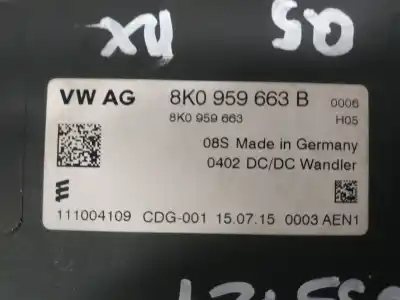 RX Q5
VW AG 8K0 959 663 B 0006
8K0 959 663 H05
08S Made in Germany
0402 DC/DC Wandler
111004109 CDG-001 15.07.15 0003 AEN1